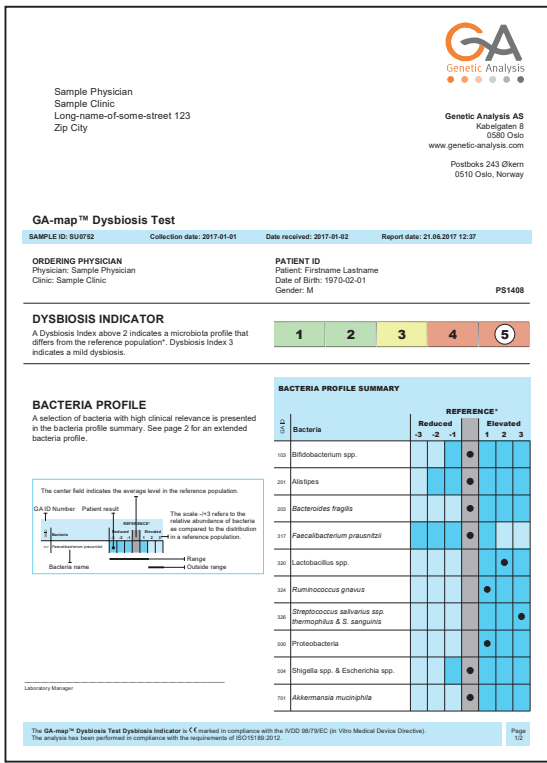 GA
Genetic Analysis
Sample Physician
Sample Clinic
Long-name-of-some-street 123
Zip City
Genetic Analysis AS
Kabelgaten 8
0580 Oslo
www.genetic-analysis.com
Postboks 243 Økern
0510 Oslo, Norway
GA-map™ Dysbiosis Test
SAMPLE ID: SU0752 Collection date: 2017-01-01 Date received: 2017-01-02 Report date: 21.06.2017 12:37
ORDERING PHYSICIAN
Physician: Sample Physician
Clinic: Sample Clinic
PATIENT ID
Patient: Firstname Lastname
Date of Birth: 1970-02-01
Gender: M PS1408
DYSBIOSIS INDICATOR
A Dysbiosis Index above 2 indicates a microbiota profile that
differs from the reference population*. Dysbiosis Index 3
indicates a mild dysbiosis.
1 2 3 4 5
BACTERIA PROFILE
A selection of bacteria with high clinical relevance is presented
in the bacteria profile summary. See page 2 for an extended
bacteria profile.
The center field indicates the average level in the reference population.
GA ID Number Patient result
The scale -/+3 refers to the
relative abundance of bacteria
as compared to the distribution
in a reference population.
REFERENCE*
Reduced Elevated
Bacteria -3 -2 -1 1 2 3
Faecalibacterium prausnitzii
Range
Bacteria name
Outside range
BACTERIA PROFILE SUMMARY
REFERENCE*
Reduced Elevated
GA ID Bacteria -3 -2 -1 1 2 3
103 Bifidobacterium spp.
201 Alistipes
203 Bacteroides fragilis
317 Faecalibacterium prausnitzii
320 Lactobacillus spp.
324 Ruminococcus gnavus
326 Streptococcus salivarius ssp.
thermophilus & S. sanguinis
500 Proteobacteria
504 Shigella spp. & Escherichia spp.
701 Akkermansia muciniphila
Laboratory Manager
The GA-map™ Dysbiosis Test Dysbiosis Indicator is CE marked in compliance with the IVDD 98/79/EC (in Vitro Medical Device Directive).
The analysis has been performed in compliance with the requirements of ISO15189:2012.
Page
1/2